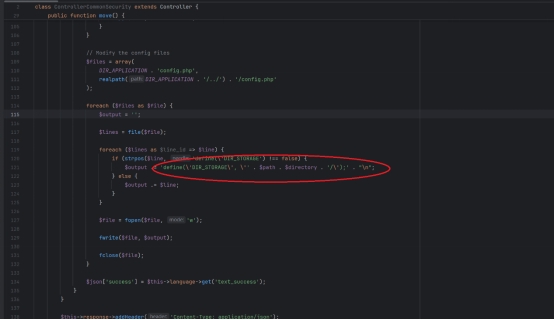 class ControllerCommonSecurity extends Controller {
public function move() {
}
}
// Modify the config files
$files = array(
DIR_APPLICATION . 'config.php',
realpath( path: DIR_APPLICATION . '/../') . '/config.php'
);
foreach ($files as $file) {
$output = '';
$lines = file($file);
foreach ($lines as $line_id => $line) {
if (strpos($line, 'define(\'DIR_STORAGE') !== false) {
$output .= 'define(\'DIR_STORAGE\', \'' . $path . $directory . '/\');' . "\n";
} else {
$output .= $line;
}
}
$file = fopen($file, mode: 'w');
fwrite($file, $output);
fclose($file);
}
$json['success'] = $this->language->get('text_success');
}
}
$this->response->addHeader( header: 'Content-Type: application/json');